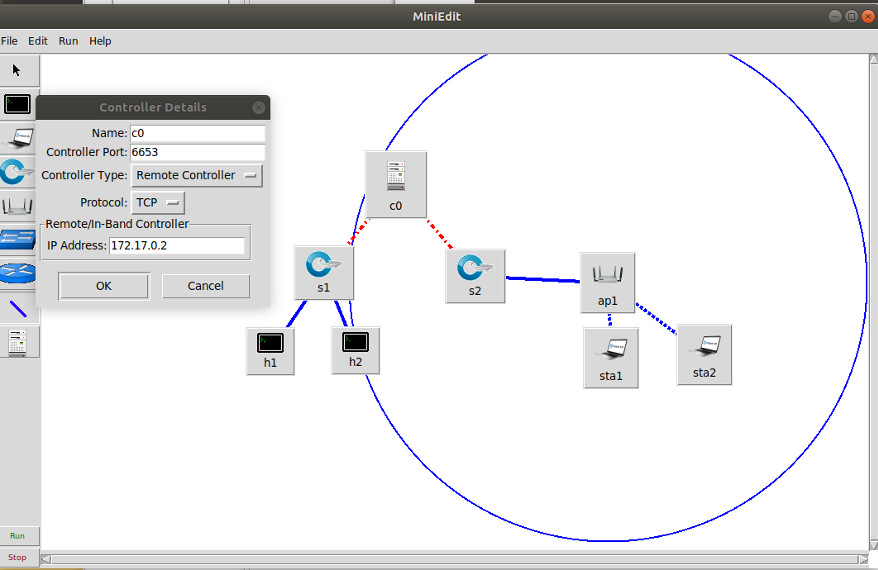 MiniEdit
File Edit Run Help
Controller Details
Name: c0
Controller Port: 6653
Controller Type: Remote Controller
Protocol: TCP
Remote/In-Band Controller
IP Address: 172.17.0.2
OK Cancel
c0
s1
s2
ap1
h1
h2
sta1
sta2
Run
Stop